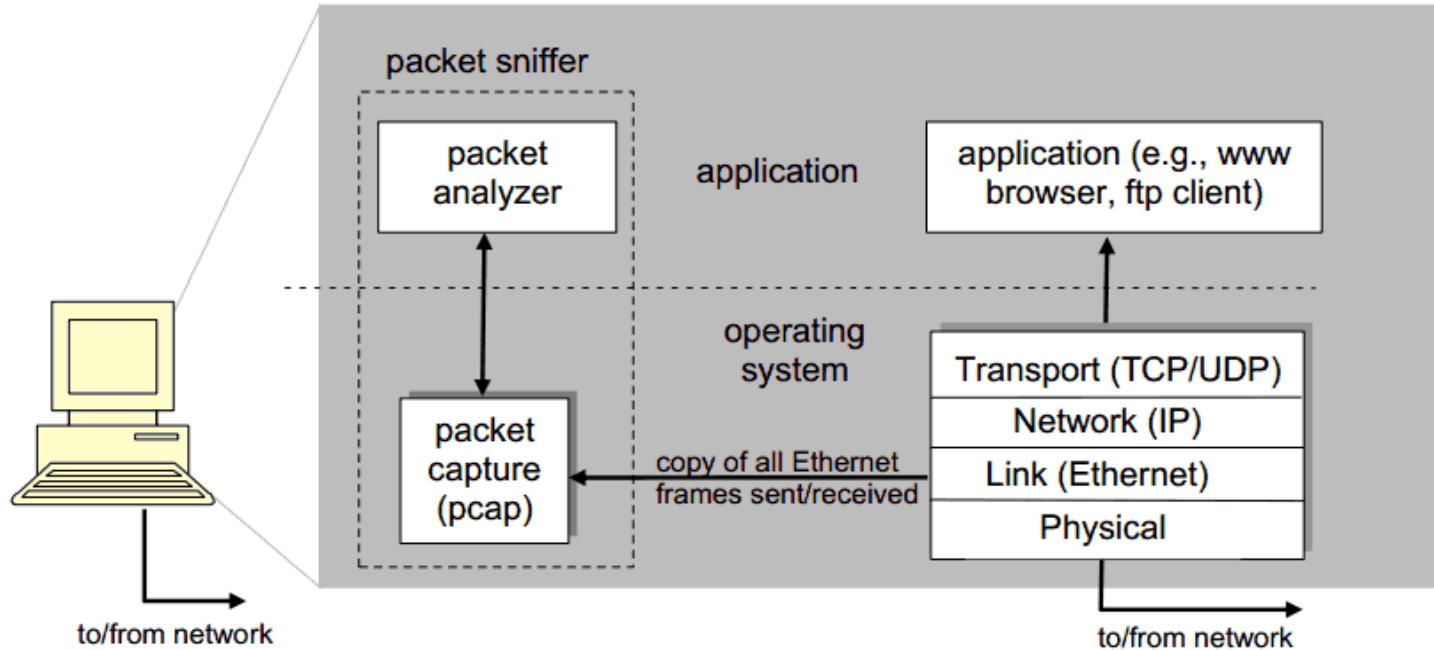 packet sniffer
packet
analyzer
application
application (e.g., www
browser, ftp client)
operating
system
packet
capture
(pcap)
copy of all Ethernet
frames sent/received
Transport (TCP/UDP)
Network (IP)
Link (Ethernet)
Physical
to/from network
to/from network